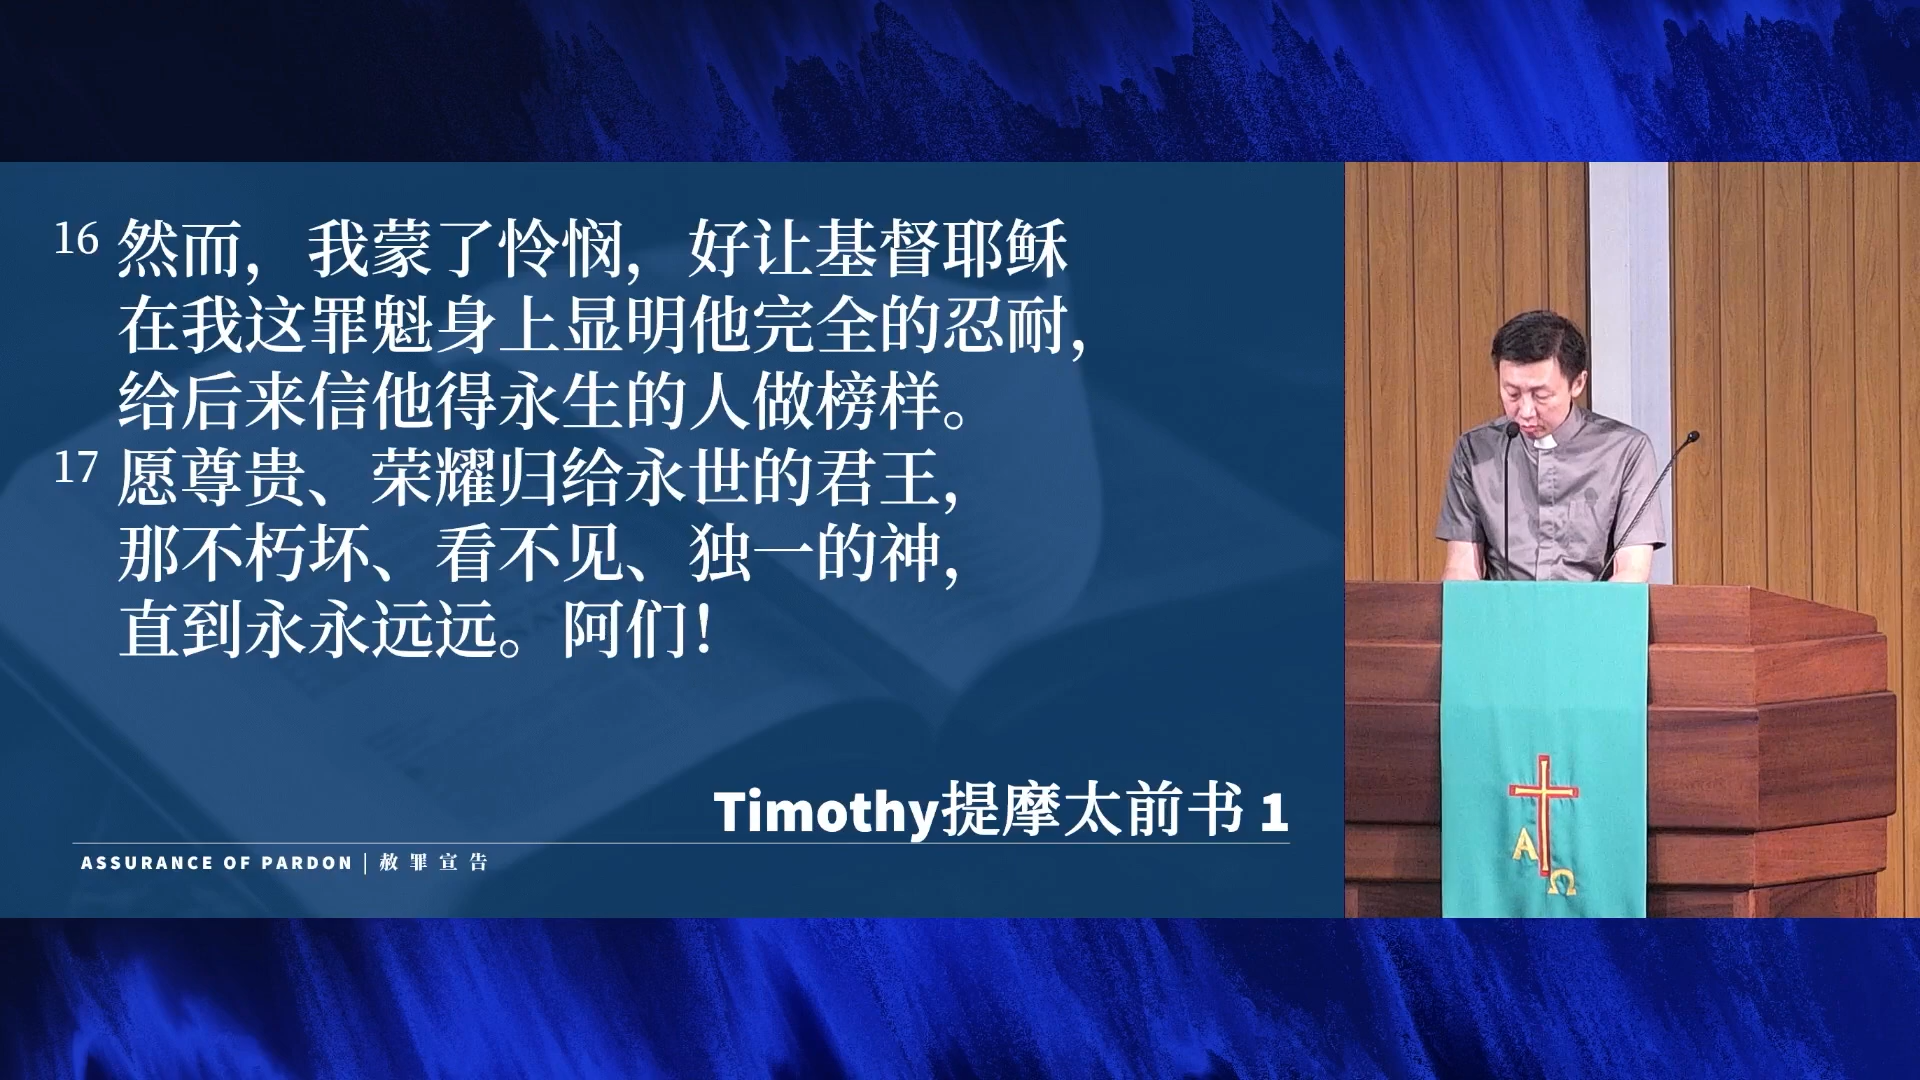 16 然而，我蒙了怜悯，好让基督耶稣
在我这罪魁身上显明他完全的忍耐，
给后来信他得永生的人做榜样。
17 愿尊贵、荣耀归给永世的君王，
那不朽坏、看不见、独一的神，
直到永永远远。阿们！
Timothy提摩太前书 1
ASSURANCE OF PARDON | 赦罪宣告
A
Ω